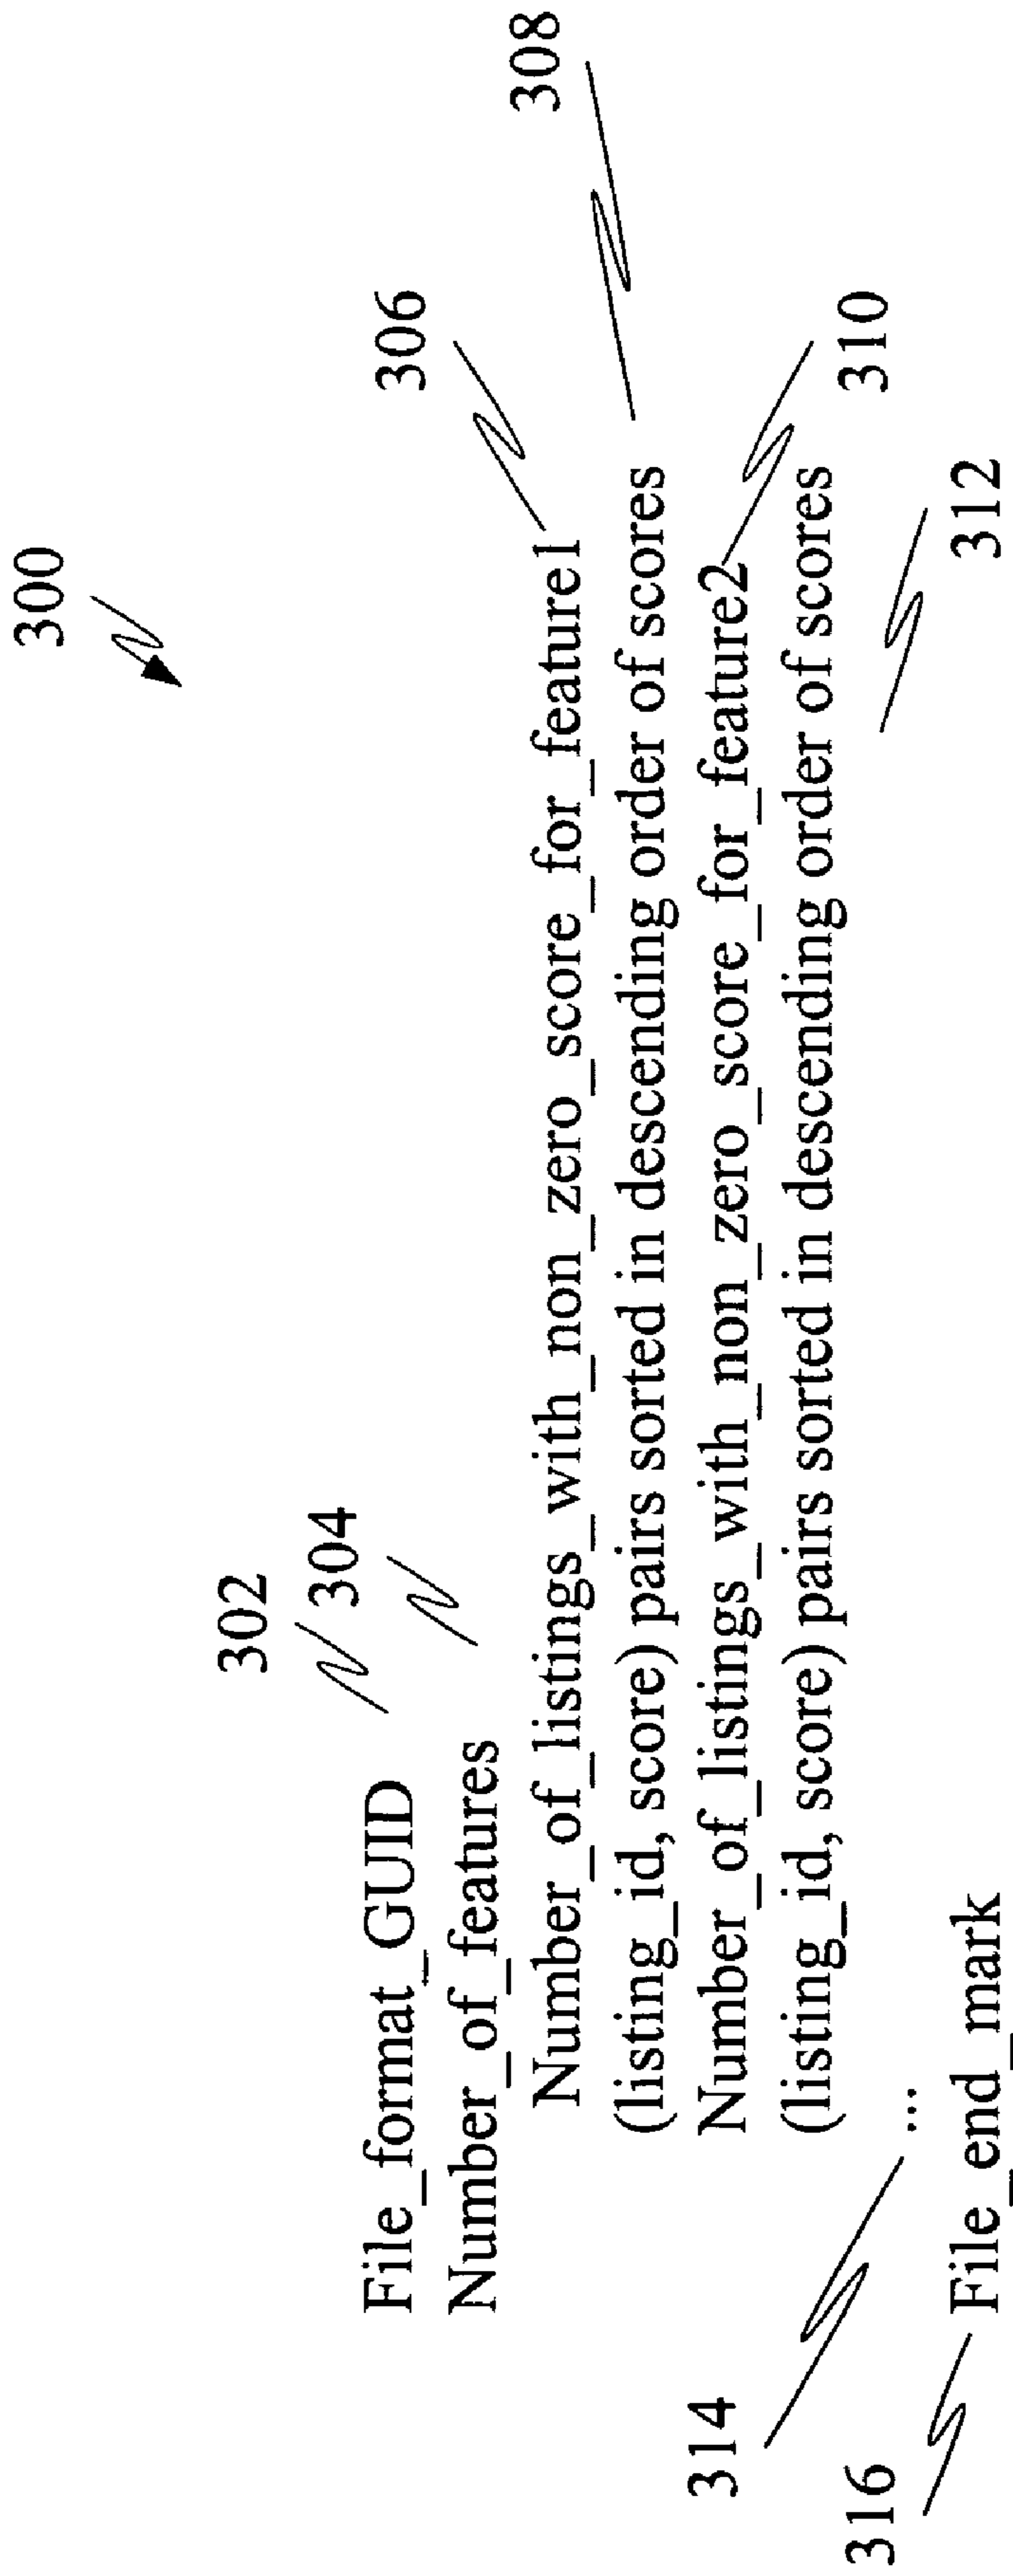 300
302
File_format_GUID
304
Number_of_features
306
Number_of_listings_with_non_zero_score_for_feature1
308
(listing_id, score) pairs sorted in descending order of scores
310
Number_of_listings_with_non_zero_score_for_feature2
(listing_id, score) pairs sorted in descending order of scores
312
314
...
316
File_end_mark